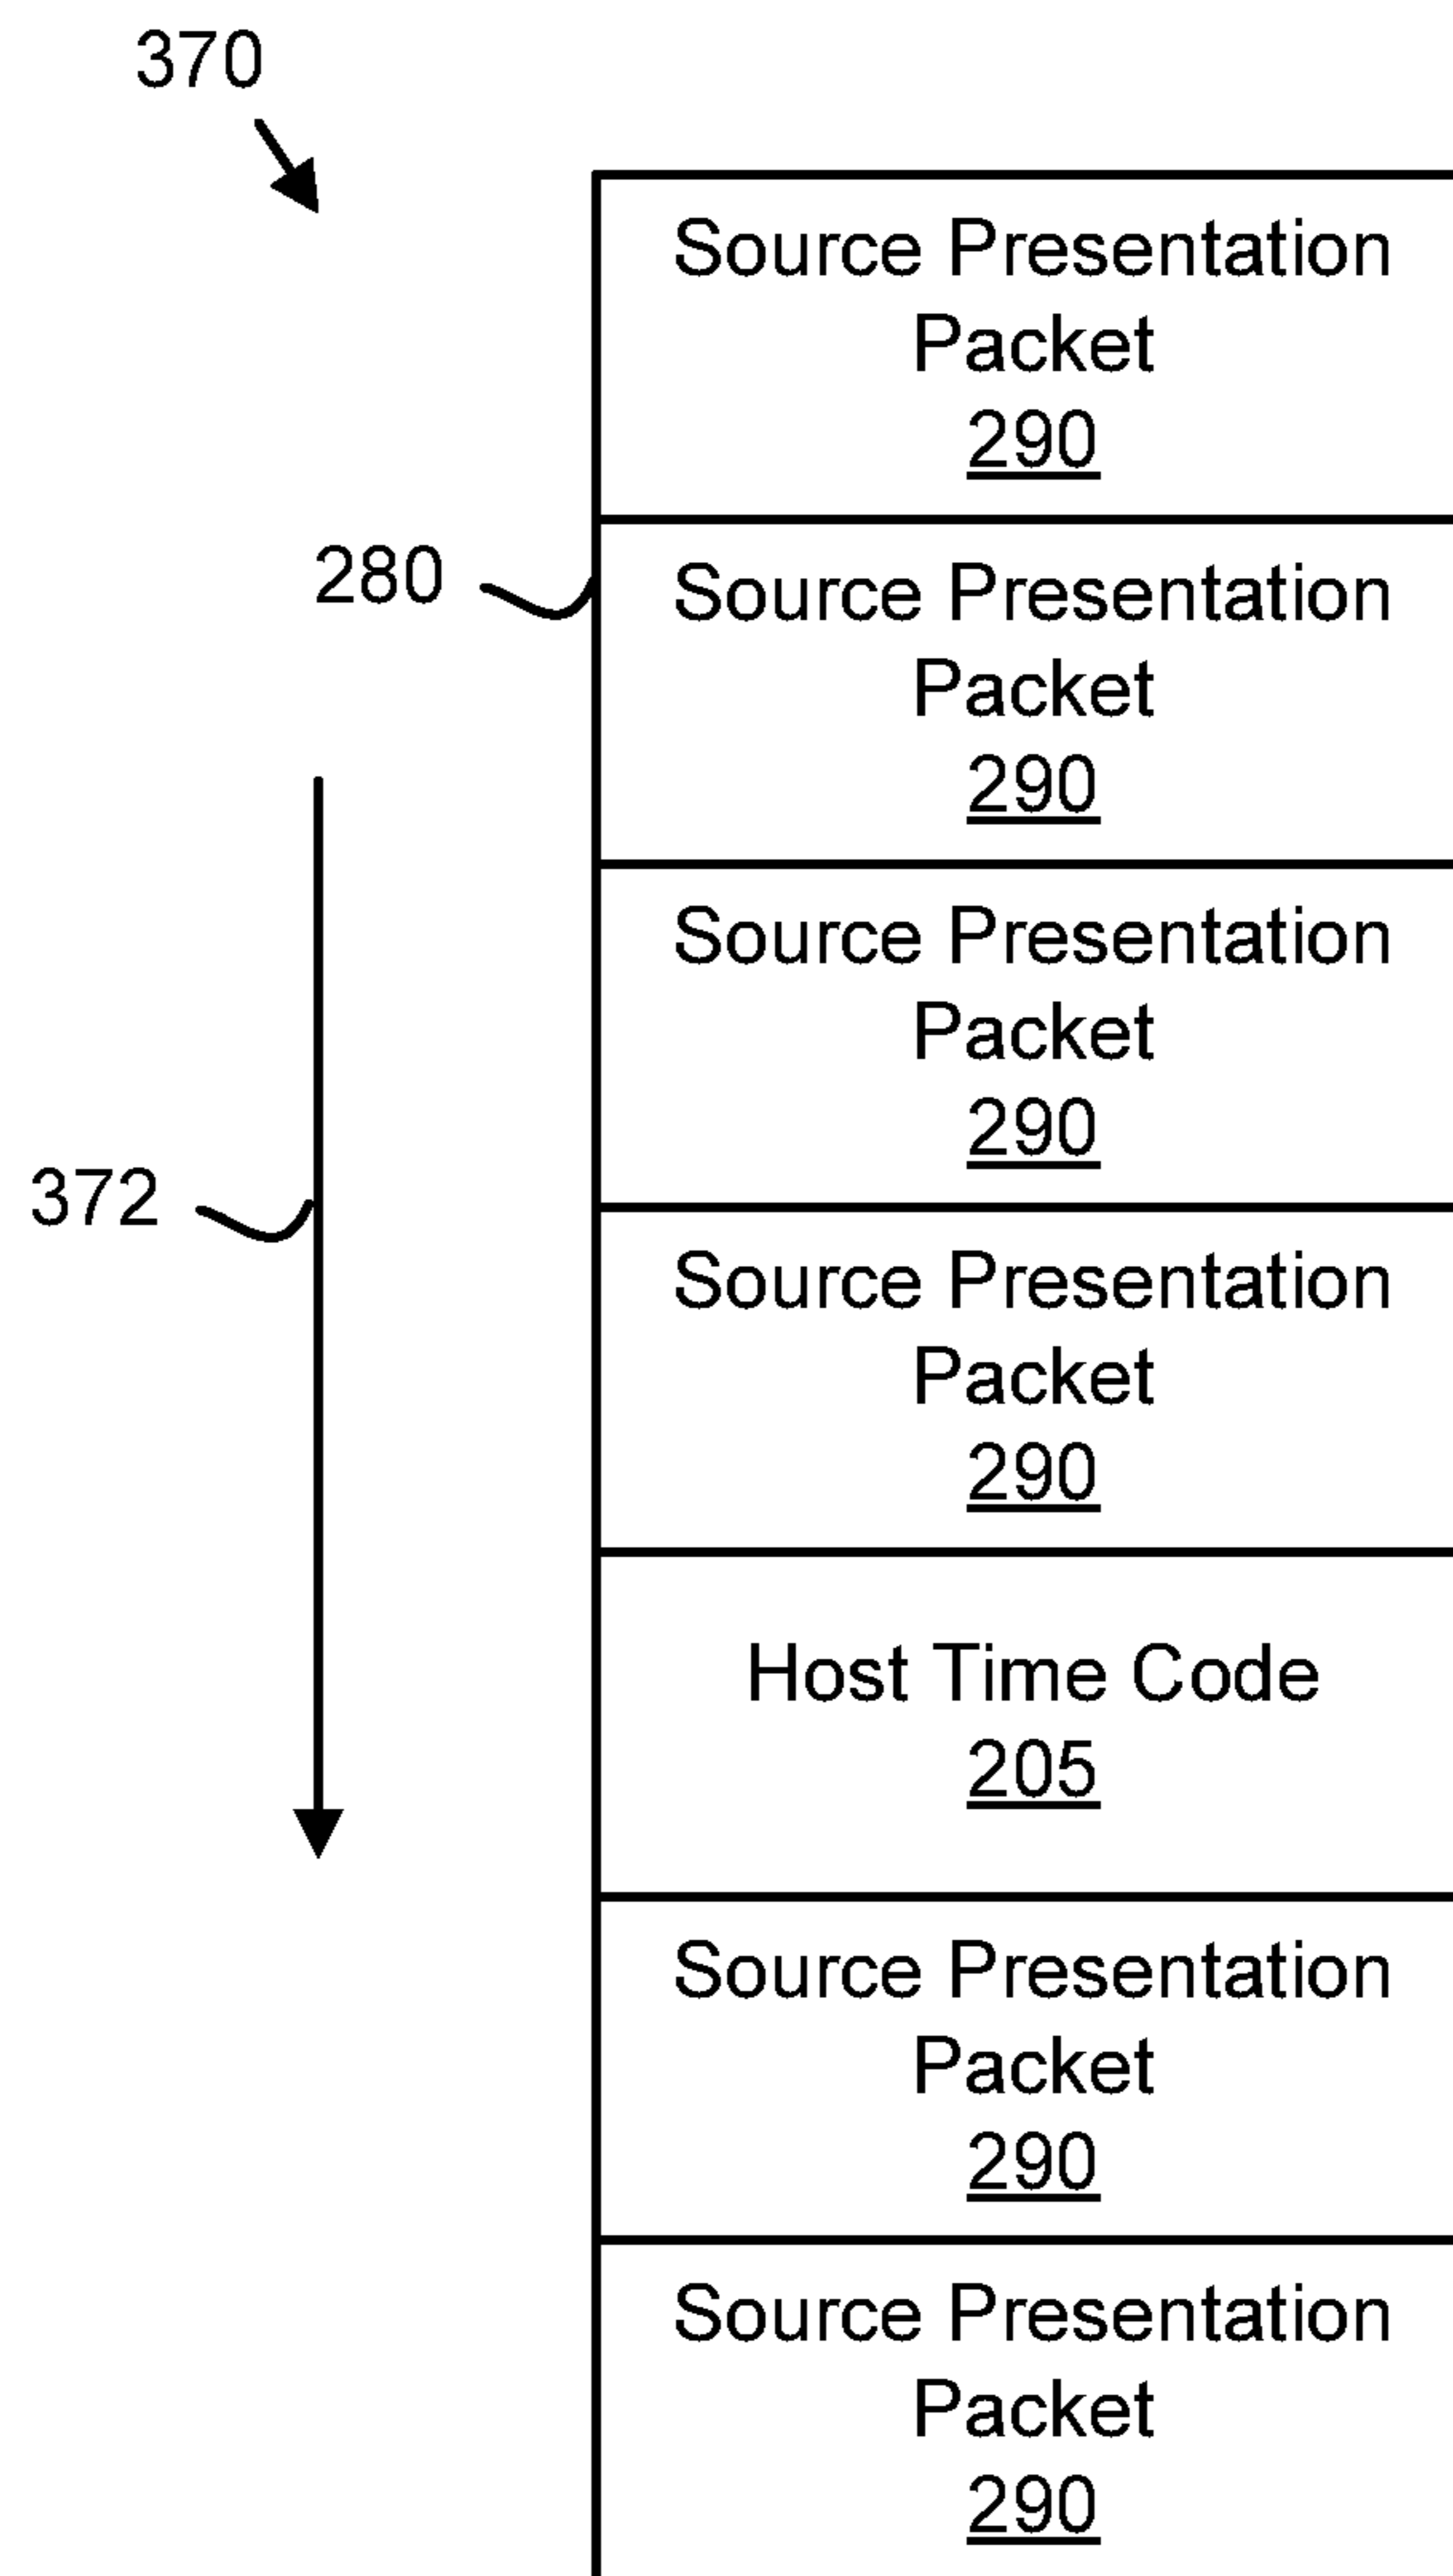 370
Source Presentation
Packet
290
280
Source Presentation
Packet
290
Source Presentation
Packet
290
372
Source Presentation
Packet
290
Host Time Code
205
Source Presentation
Packet
290
Source Presentation
Packet
290